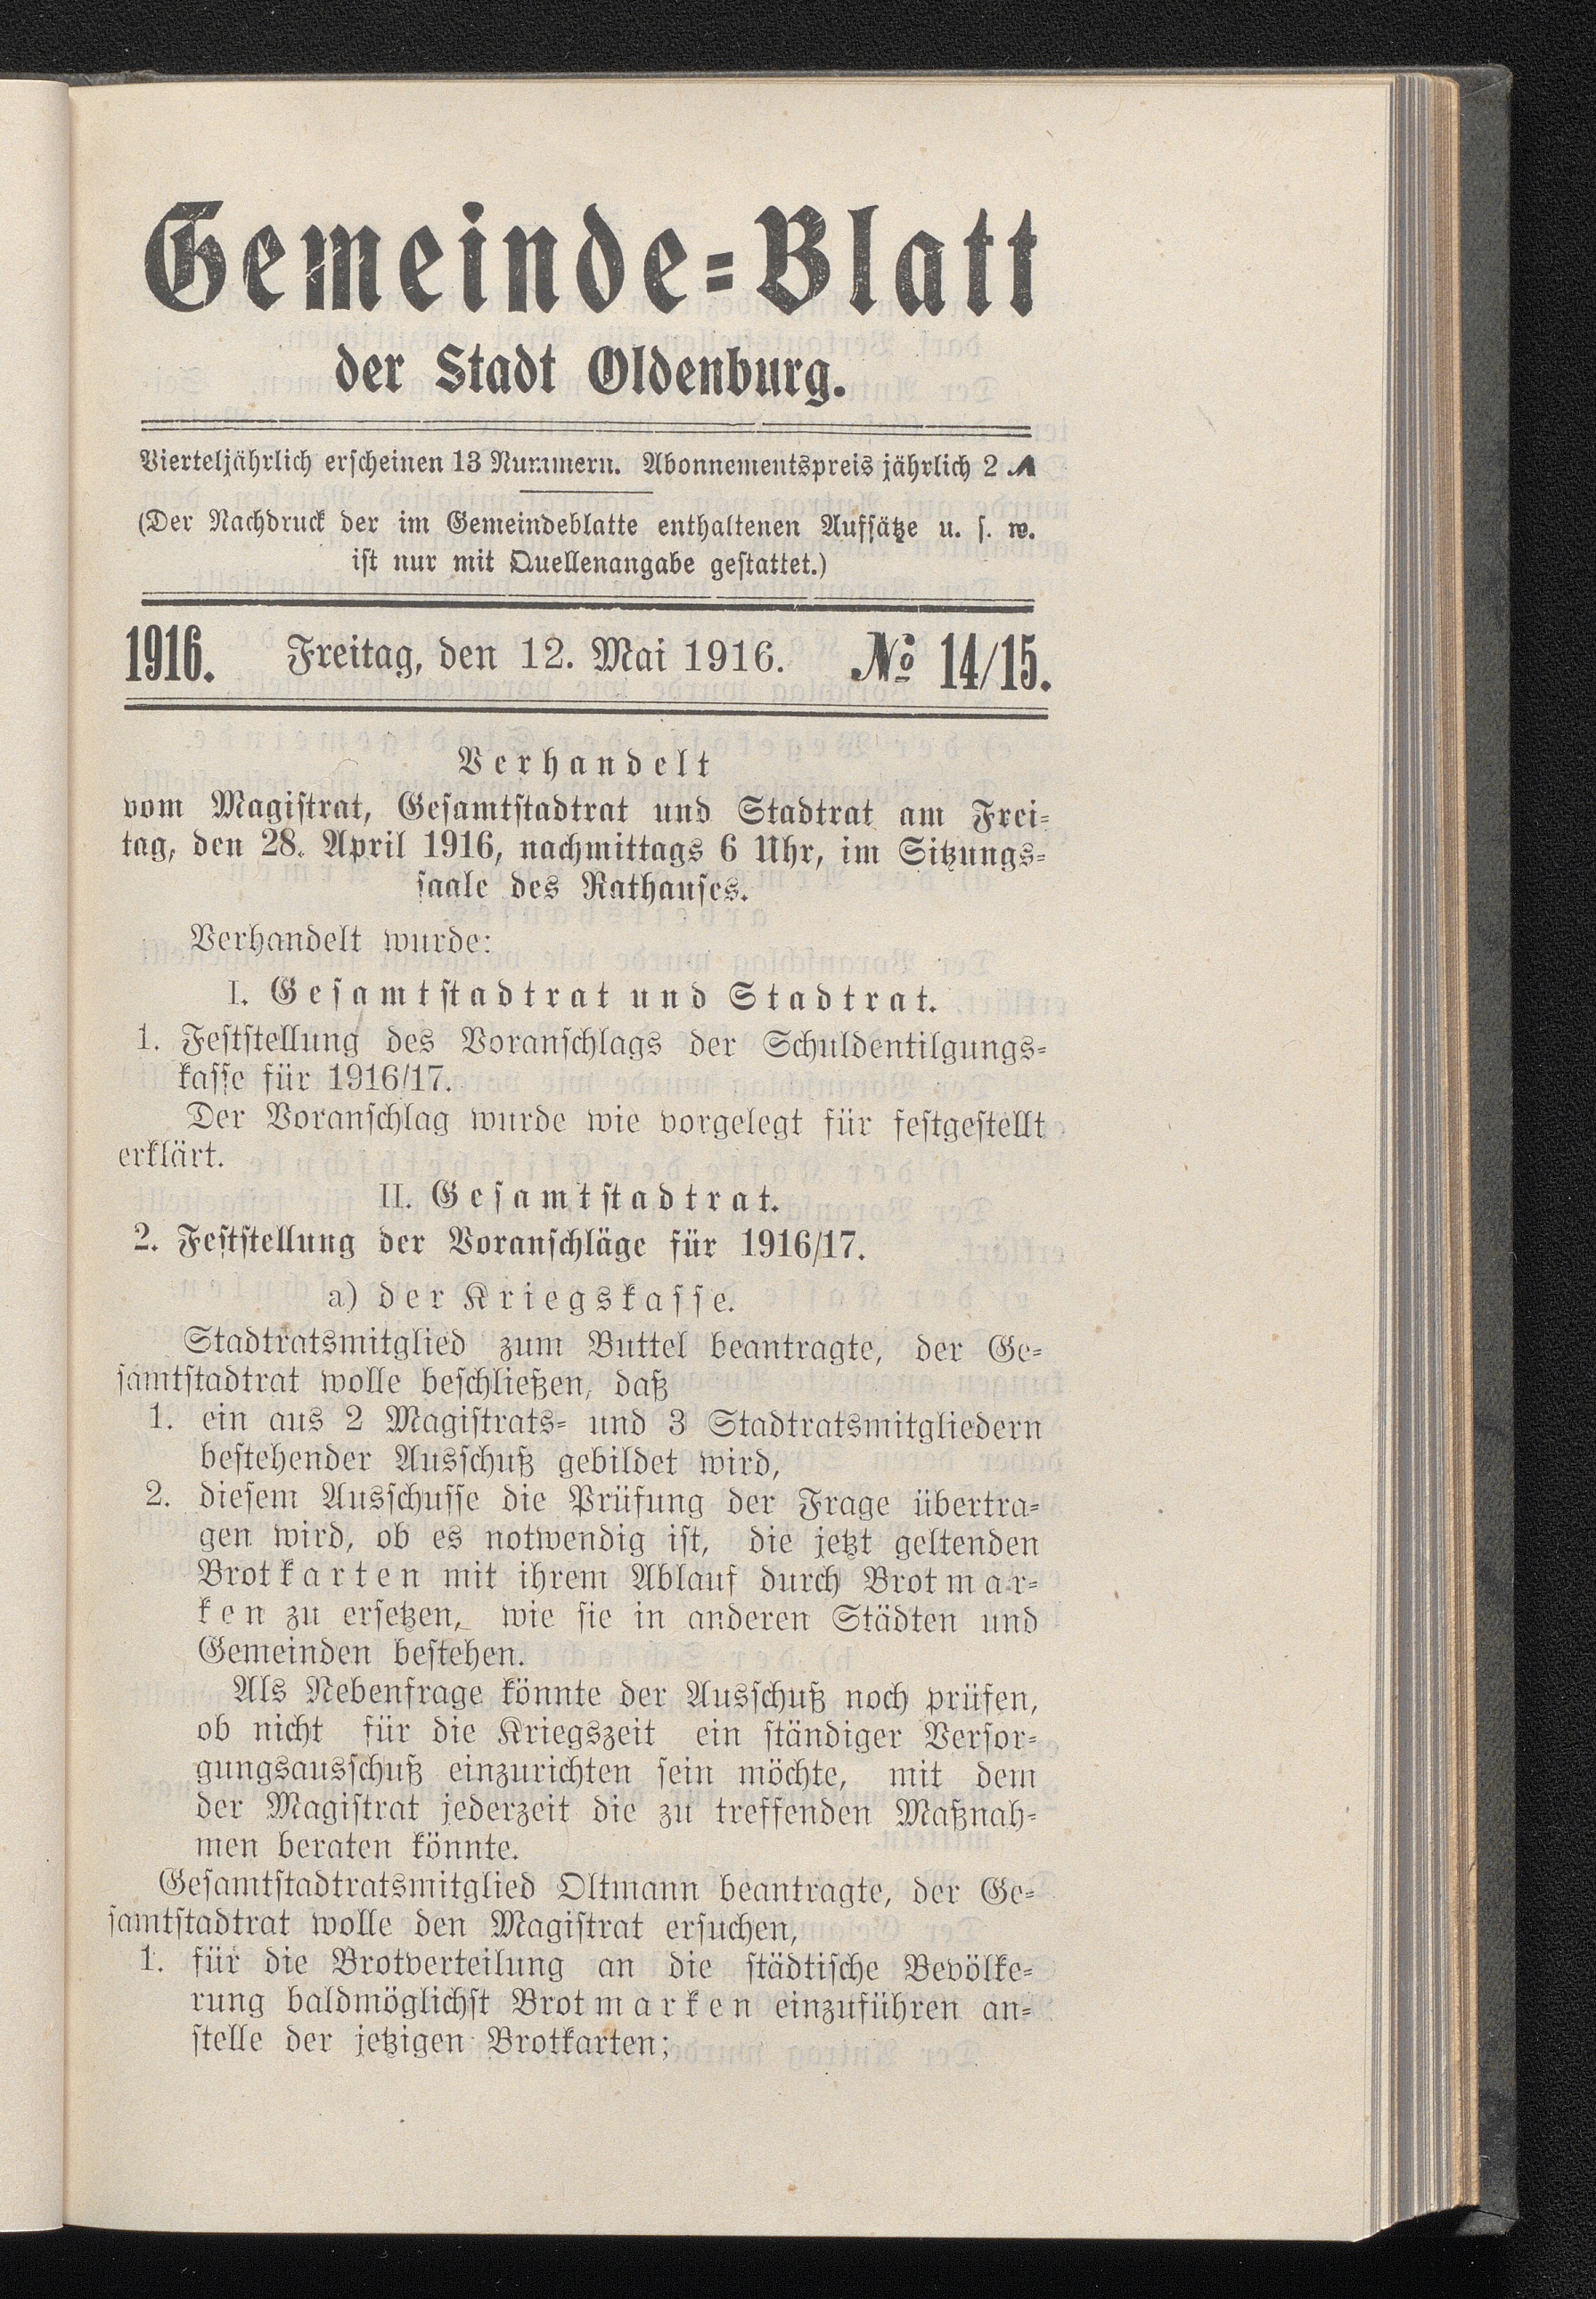 Gemeinde-Blatt
der Stadt Oldenburg.
Vierteljährlich erscheinen 13 Nummern. Abonnementspreis jährlich 2 ℳ
(Der Nachdruck der im Gemeindeblatte enthaltenen Aufsätze u. s. w.
ist nur mit Quellenangabe gestattet.)
1916. Freitag, den 12. Mai 1916. № 14/15.
Verhandelt
vom Magistrat, Gesamtstadtrat und Stadtrat am Frei-
tag, den 28. April 1916, nachmittags 6 Uhr, im Sitzungs-
saale des Rathauses.
Verhandelt wurde:
I. Gesamtstadtrat und Stadtrat.
1. Feststellung des Voranschlags der Schuldentilgungs-
kasse für 1916/17.
Der Voranschlag wurde wie vorgelegt für festgestellt
erklärt.
II. Gesamtstadtrat.
2. Feststellung der Voranschläge für 1916/17.
a) der Kriegskasse.
Stadtratsmitglied zum Buttel beantragte, der Ge-
samtstadtrat wolle beschließen, daß
1. ein aus 2 Magistrats- und 3 Stadtratsmitgliedern
bestehender Ausschuß gebildet wird,
2. diesem Ausschusse die Prüfung der Frage übertra-
gen wird, ob es notwendig ist, die jetzt geltenden
Brotkarten mit ihrem Ablauf durch Brotmar-
ken zu ersetzen, wie sie in anderen Städten und
Gemeinden bestehen.
Als Nebenfrage könnte der Ausschuß noch prüfen,
ob nicht für die Kriegszeit ein ständiger Versor-
gungsausschuß einzurichten sein möchte, mit dem
der Magistrat jederzeit die zu treffenden Maßnah-
men beraten könnte.
Gesamtstadtratsmitglied Oltmann beantragte, der Ge-
samtstadtrat wolle den Magistrat ersuchen,
1. für die Brotverteilung an die städtische Bevölke-
rung baldmöglichst Brotmarken einzuführen an-
stelle der jetzigen Brotkarten;